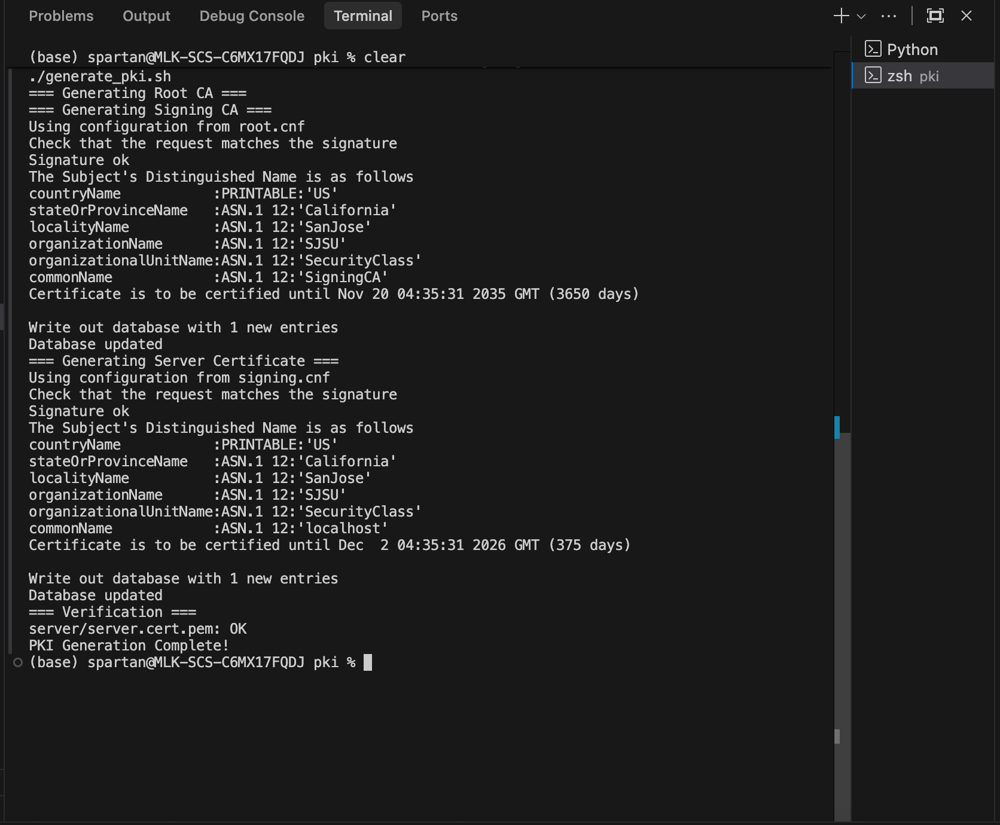 Problems Output Debug Console Terminal Ports
(base) spartan@MLK-SCS-C6MX17FQDJ pki % clear
./generate_pki.sh
=== Generating Root CA ===
=== Generating Signing CA ===
Using configuration from root.cnf
Check that the request matches the signature
Signature ok
The Subject's Distinguished Name is as follows
countryName           :PRINTABLE:'US'
stateOrProvinceName   :ASN.1 12:'California'
localityName          :ASN.1 12:'SanJose'
organizationName      :ASN.1 12:'SJSU'
organizationalUnitName:ASN.1 12:'SecurityClass'
commonName            :ASN.1 12:'SigningCA'
Certificate is to be certified until Nov 20 04:35:31 2035 GMT (3650 days)

Write out database with 1 new entries
Database updated
=== Generating Server Certificate ===
Using configuration from signing.cnf
Check that the request matches the signature
Signature ok
The Subject's Distinguished Name is as follows
countryName           :PRINTABLE:'US'
stateOrProvinceName   :ASN.1 12:'California'
localityName          :ASN.1 12:'SanJose'
organizationName      :ASN.1 12:'SJSU'
organizationalUnitName:ASN.1 12:'SecurityClass'
commonName            :ASN.1 12:'localhost'
Certificate is to be certified until Dec  2 04:35:31 2026 GMT (375 days)

Write out database with 1 new entries
Database updated
=== Verification ===
server/server.cert.pem: OK
PKI Generation Complete!
(base) spartan@MLK-SCS-C6MX17FQDJ pki %
Python
zsh pki